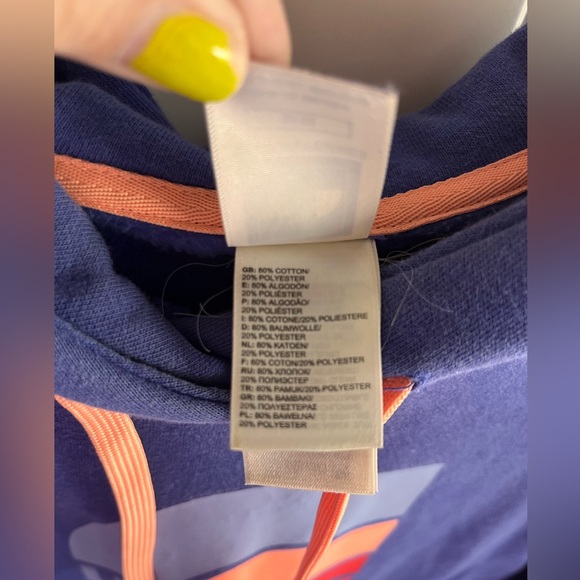 GB: 80% COTTON/
20% POLYESTER
E: 80% ALGODÓN/
20% POLIÉSTER
P: 80% ALGODÃO/
20% POLIÉSTER
I: 80% COTONE/20% POLIESTERE
D: 80% BAUMWOLLE/
20% POLYESTER
NL: 80% KATOEN/
20% POLYESTER
F: 80% COTON/20% POLYESTER
RU: 80% ХЛОПОК/
20% ПОЛИЭСТЕР
TR: 80% PAMUK/20% POLYESTER
GR: 80% ΒΑΜΒΑΚΙ/
20% ΠΟΛΥΕΣΤΕΡΑΣ
PL: 80% BAWEŁNA/
20% POLYESTER